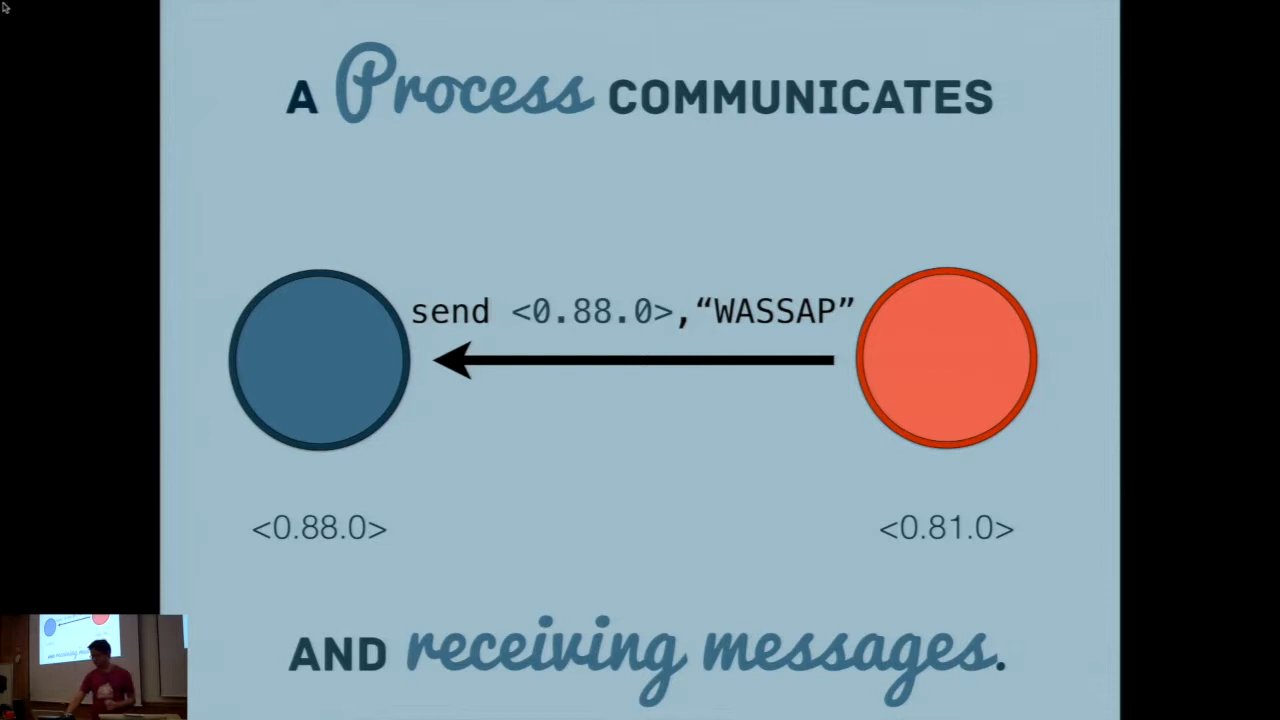 A Process COMMUNICATES
send <0.88.0>,“WASSAP”
<0.88.0>
<0.81.0>
AND receiving messages.